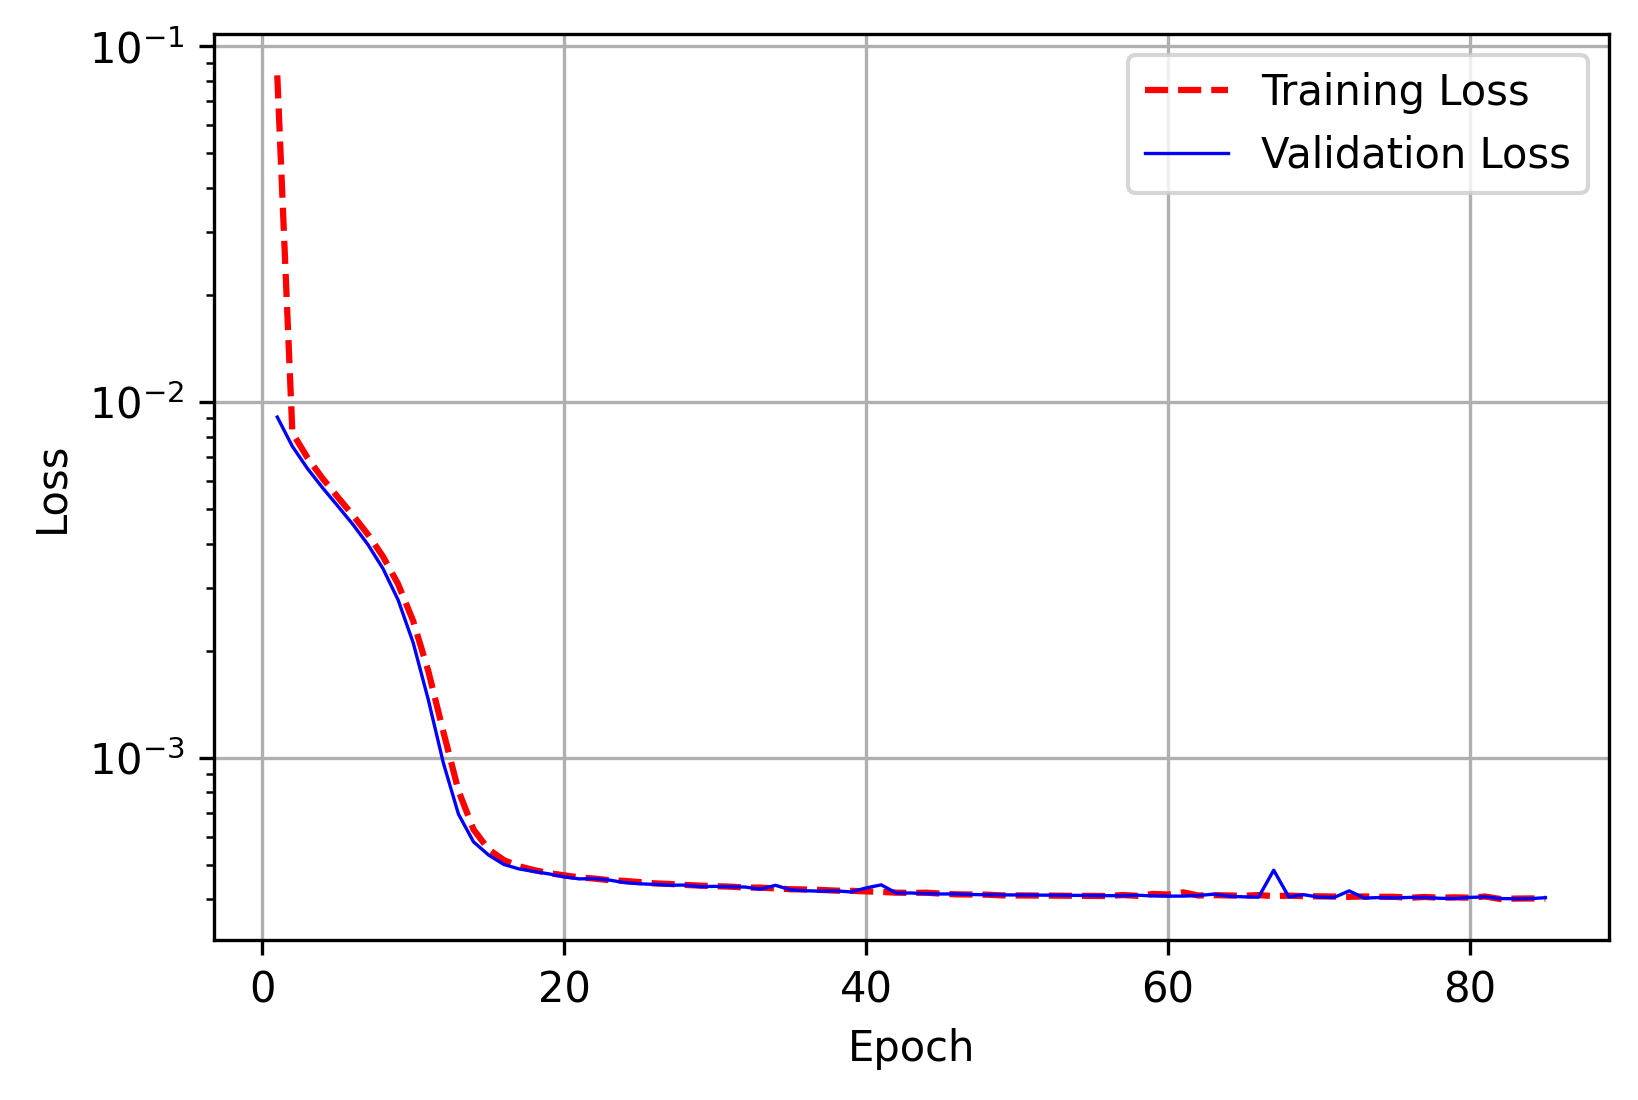 10⁻¹
10⁻²
10⁻³
Loss
Training Loss
Validation Loss
0 20 40 60 80
Epoch